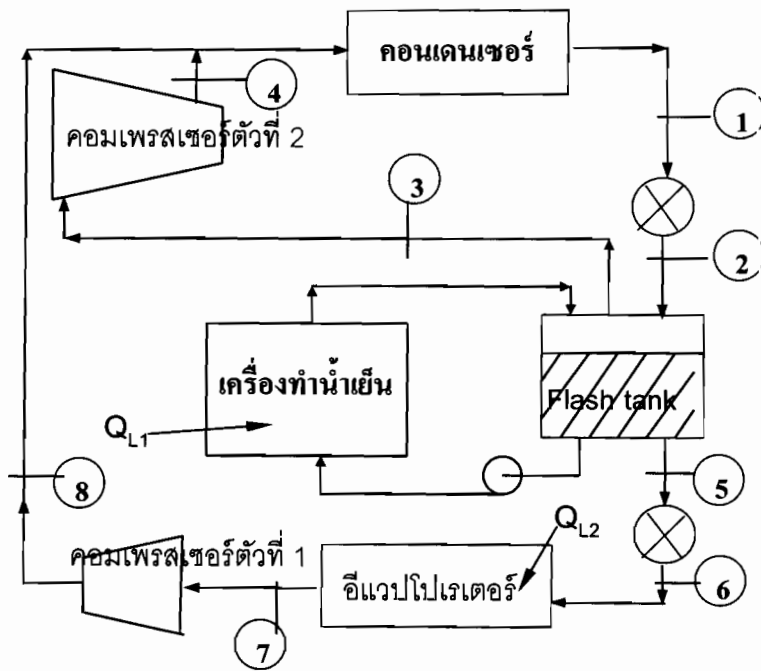 คอนเดนเซอร์
4
1
คอมเพรสเซอร์ตัวที่ 2
3
2
เครื่องทำน้ำเย็น
Flash tank
QL1
8
5
QL2
คอมเพรสเซอร์ตัวที่ 1
อีแวปโปเรเตอร์
6
7